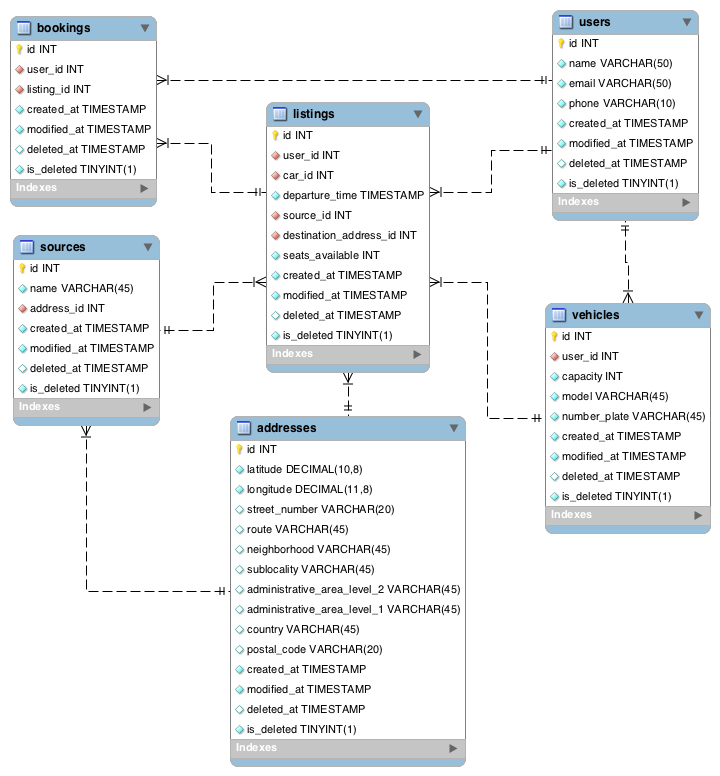 bookings
id INT
user_id INT
listing_id INT
created_at TIMESTAMP
modified_at TIMESTAMP
deleted_at TIMESTAMP
is_deleted TINYINT(1)
Indexes
users
id INT
name VARCHAR(50)
email VARCHAR(50)
phone VARCHAR(10)
created_at TIMESTAMP
modified_at TIMESTAMP
deleted_at TIMESTAMP
is_deleted TINYINT(1)
Indexes
listings
id INT
user_id INT
car_id INT
departure_time TIMESTAMP
source_id INT
destination_address_id INT
seats_available INT
created_at TIMESTAMP
modified_at TIMESTAMP
deleted_at TIMESTAMP
is_deleted TINYINT(1)
Indexes
sources
id INT
name VARCHAR(45)
address_id INT
created_at TIMESTAMP
modified_at TIMESTAMP
deleted_at TIMESTAMP
is_deleted TINYINT(1)
Indexes
vehicles
id INT
user_id INT
capacity INT
model VARCHAR(45)
number_plate VARCHAR(45)
created_at TIMESTAMP
modified_at TIMESTAMP
deleted_at TIMESTAMP
is_deleted TINYINT(1)
Indexes
addresses
id INT
latitude DECIMAL(10,8)
longitude DECIMAL(11,8)
street_number VARCHAR(20)
route VARCHAR(45)
neighborhood VARCHAR(45)
sublocality VARCHAR(45)
administrative_area_level_2 VARCHAR(45)
administrative_area_level_1 VARCHAR(45)
country VARCHAR(45)
postal_code VARCHAR(20)
created_at TIMESTAMP
modified_at TIMESTAMP
deleted_at TIMESTAMP
is_deleted TINYINT(1)
Indexes